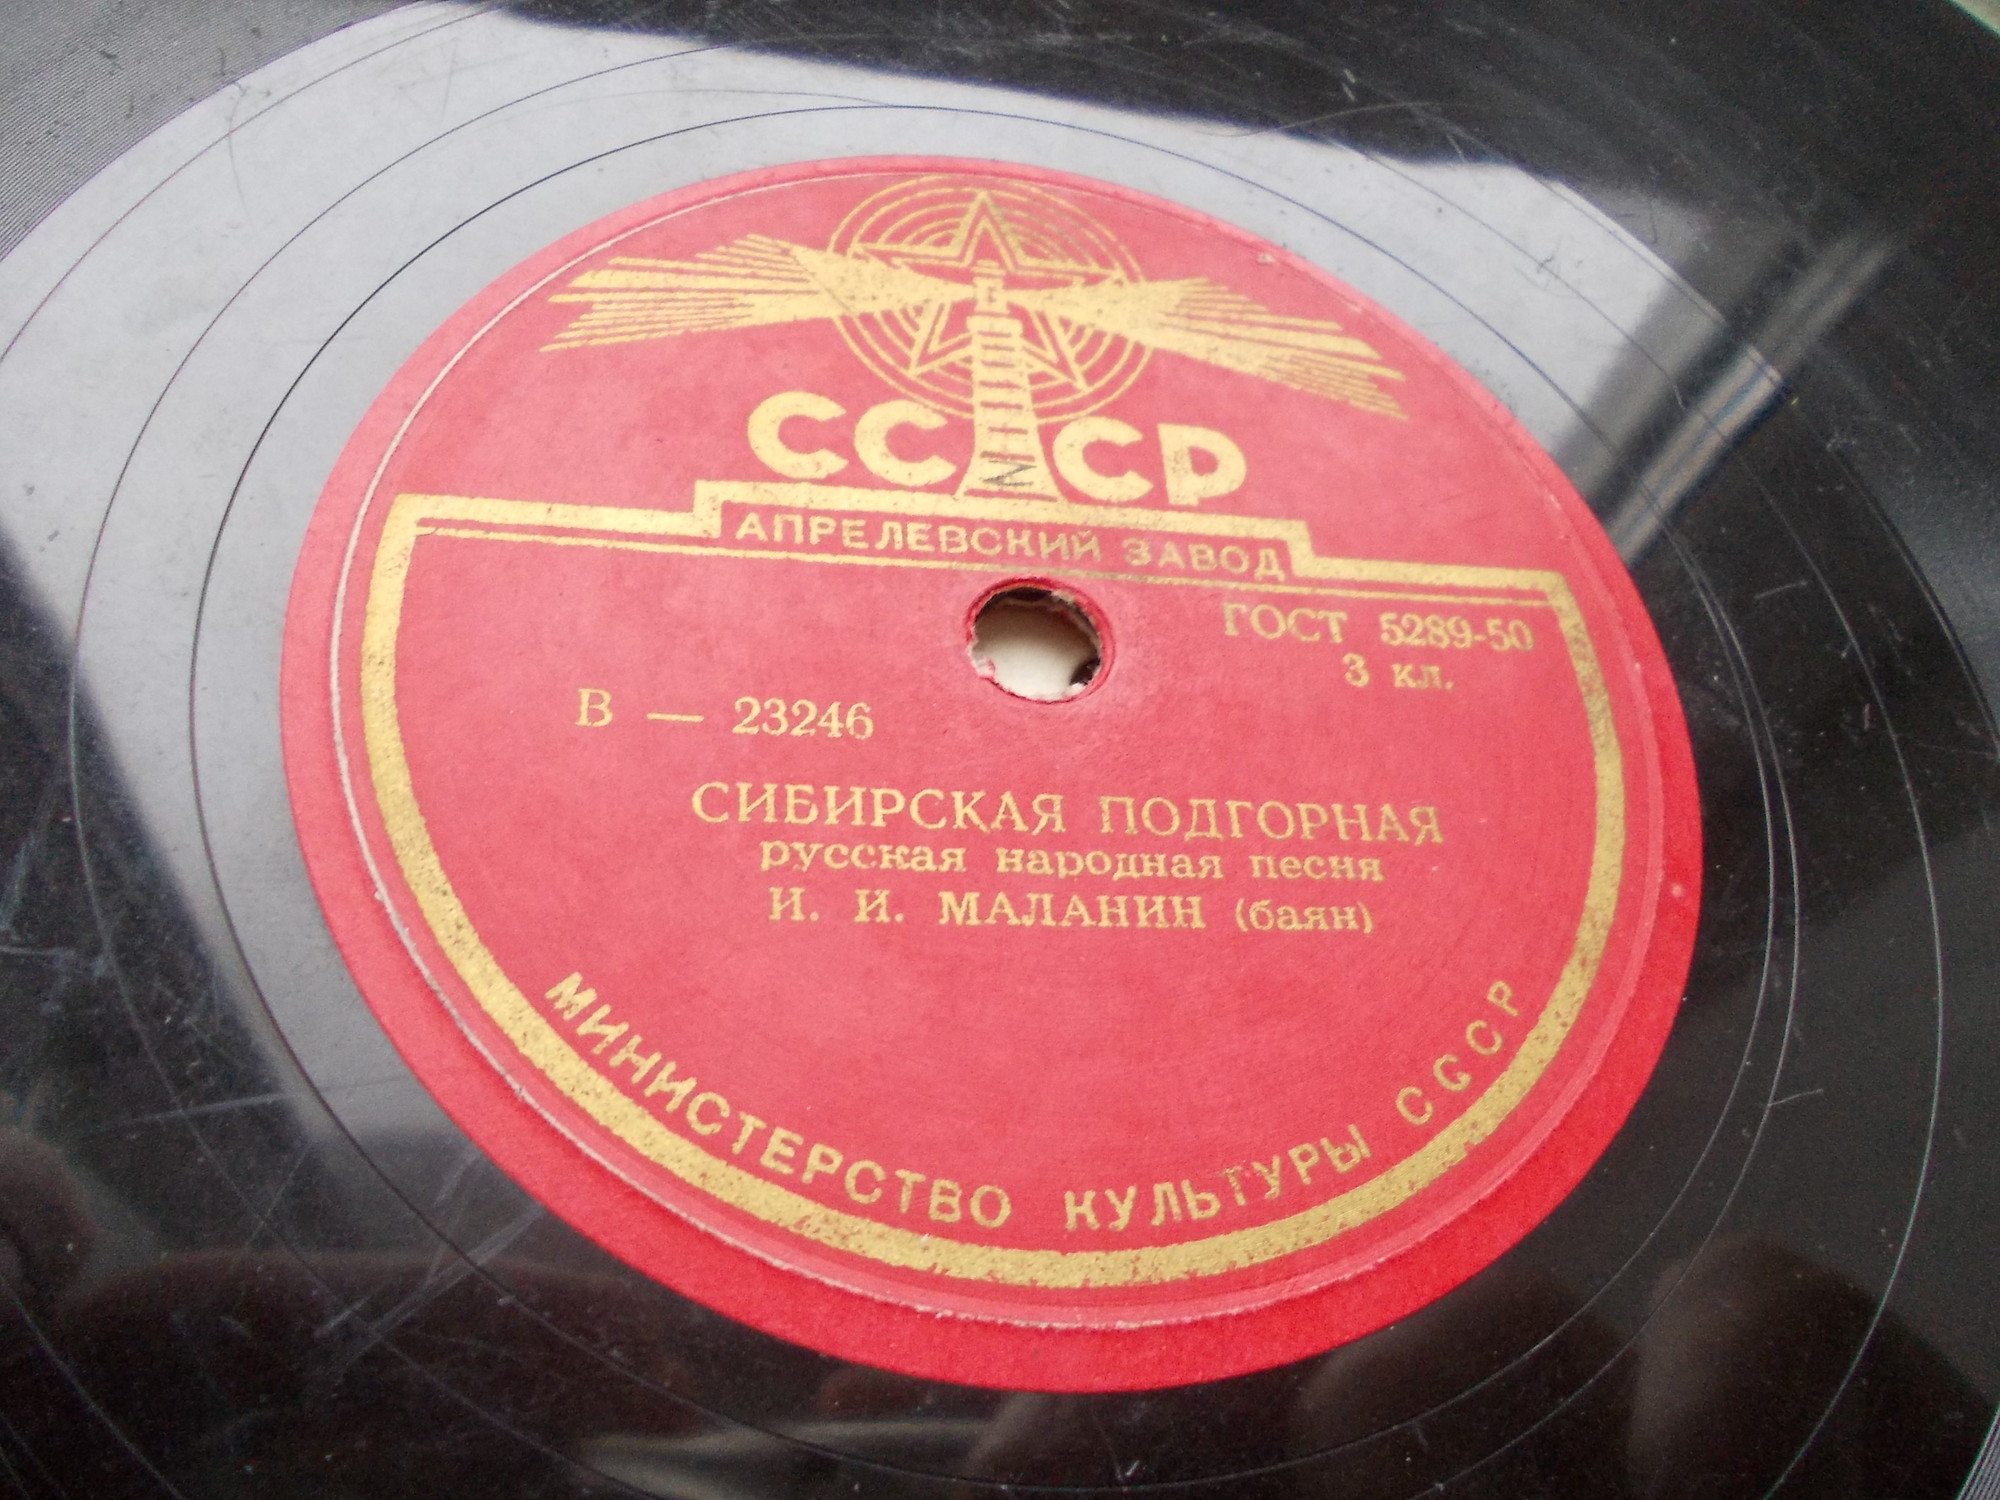 СССР
АПРЕЛЕВСКИЙ ЗАВОД
ГОСТ 5289-50
3 кл.
В — 23246
СИБИРСКАЯ ПОДГОРНАЯ
русская народная песня
И. И. МАЛАНИН (баян)
МИНИСТЕРСТВО КУЛЬТУРЫ СССР